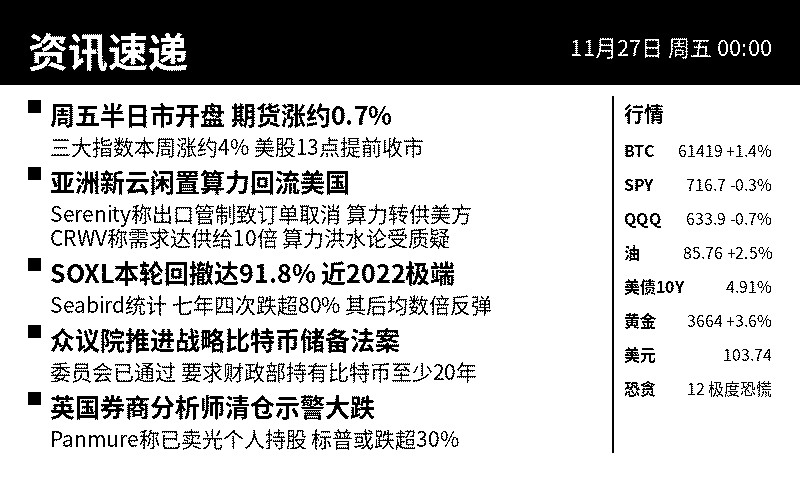 资讯速递
11月27日 周五 00:00
周五半日市开盘 期货涨约0.7%
三大指数本周涨约4% 美股13点提前收市
亚洲新云闲置算力回流美国
Serenity称出口管制致订单取消 算力转供美方
CRWV称需求达供给10倍 算力洪水论受质疑
SOXL本轮回撤达91.8% 近2022极端
Seabird统计 七年四次跌超80% 其后均数倍反弹
众议院推进战略比特币储备法案
委员会已通过 要求财政部持有比特币至少20年
英国券商分析师清仓示警大跌
Panmure称已卖光个人持股 标普或跌超30%
行情
BTC 61419 +1.4%
SPY 716.7 -0.3%
QQQ 633.9 -0.7%
油 85.76 +2.5%
美债10Y 4.91%
黄金 3664 +3.6%
美元 103.74
恐贪 12 极度恐慌